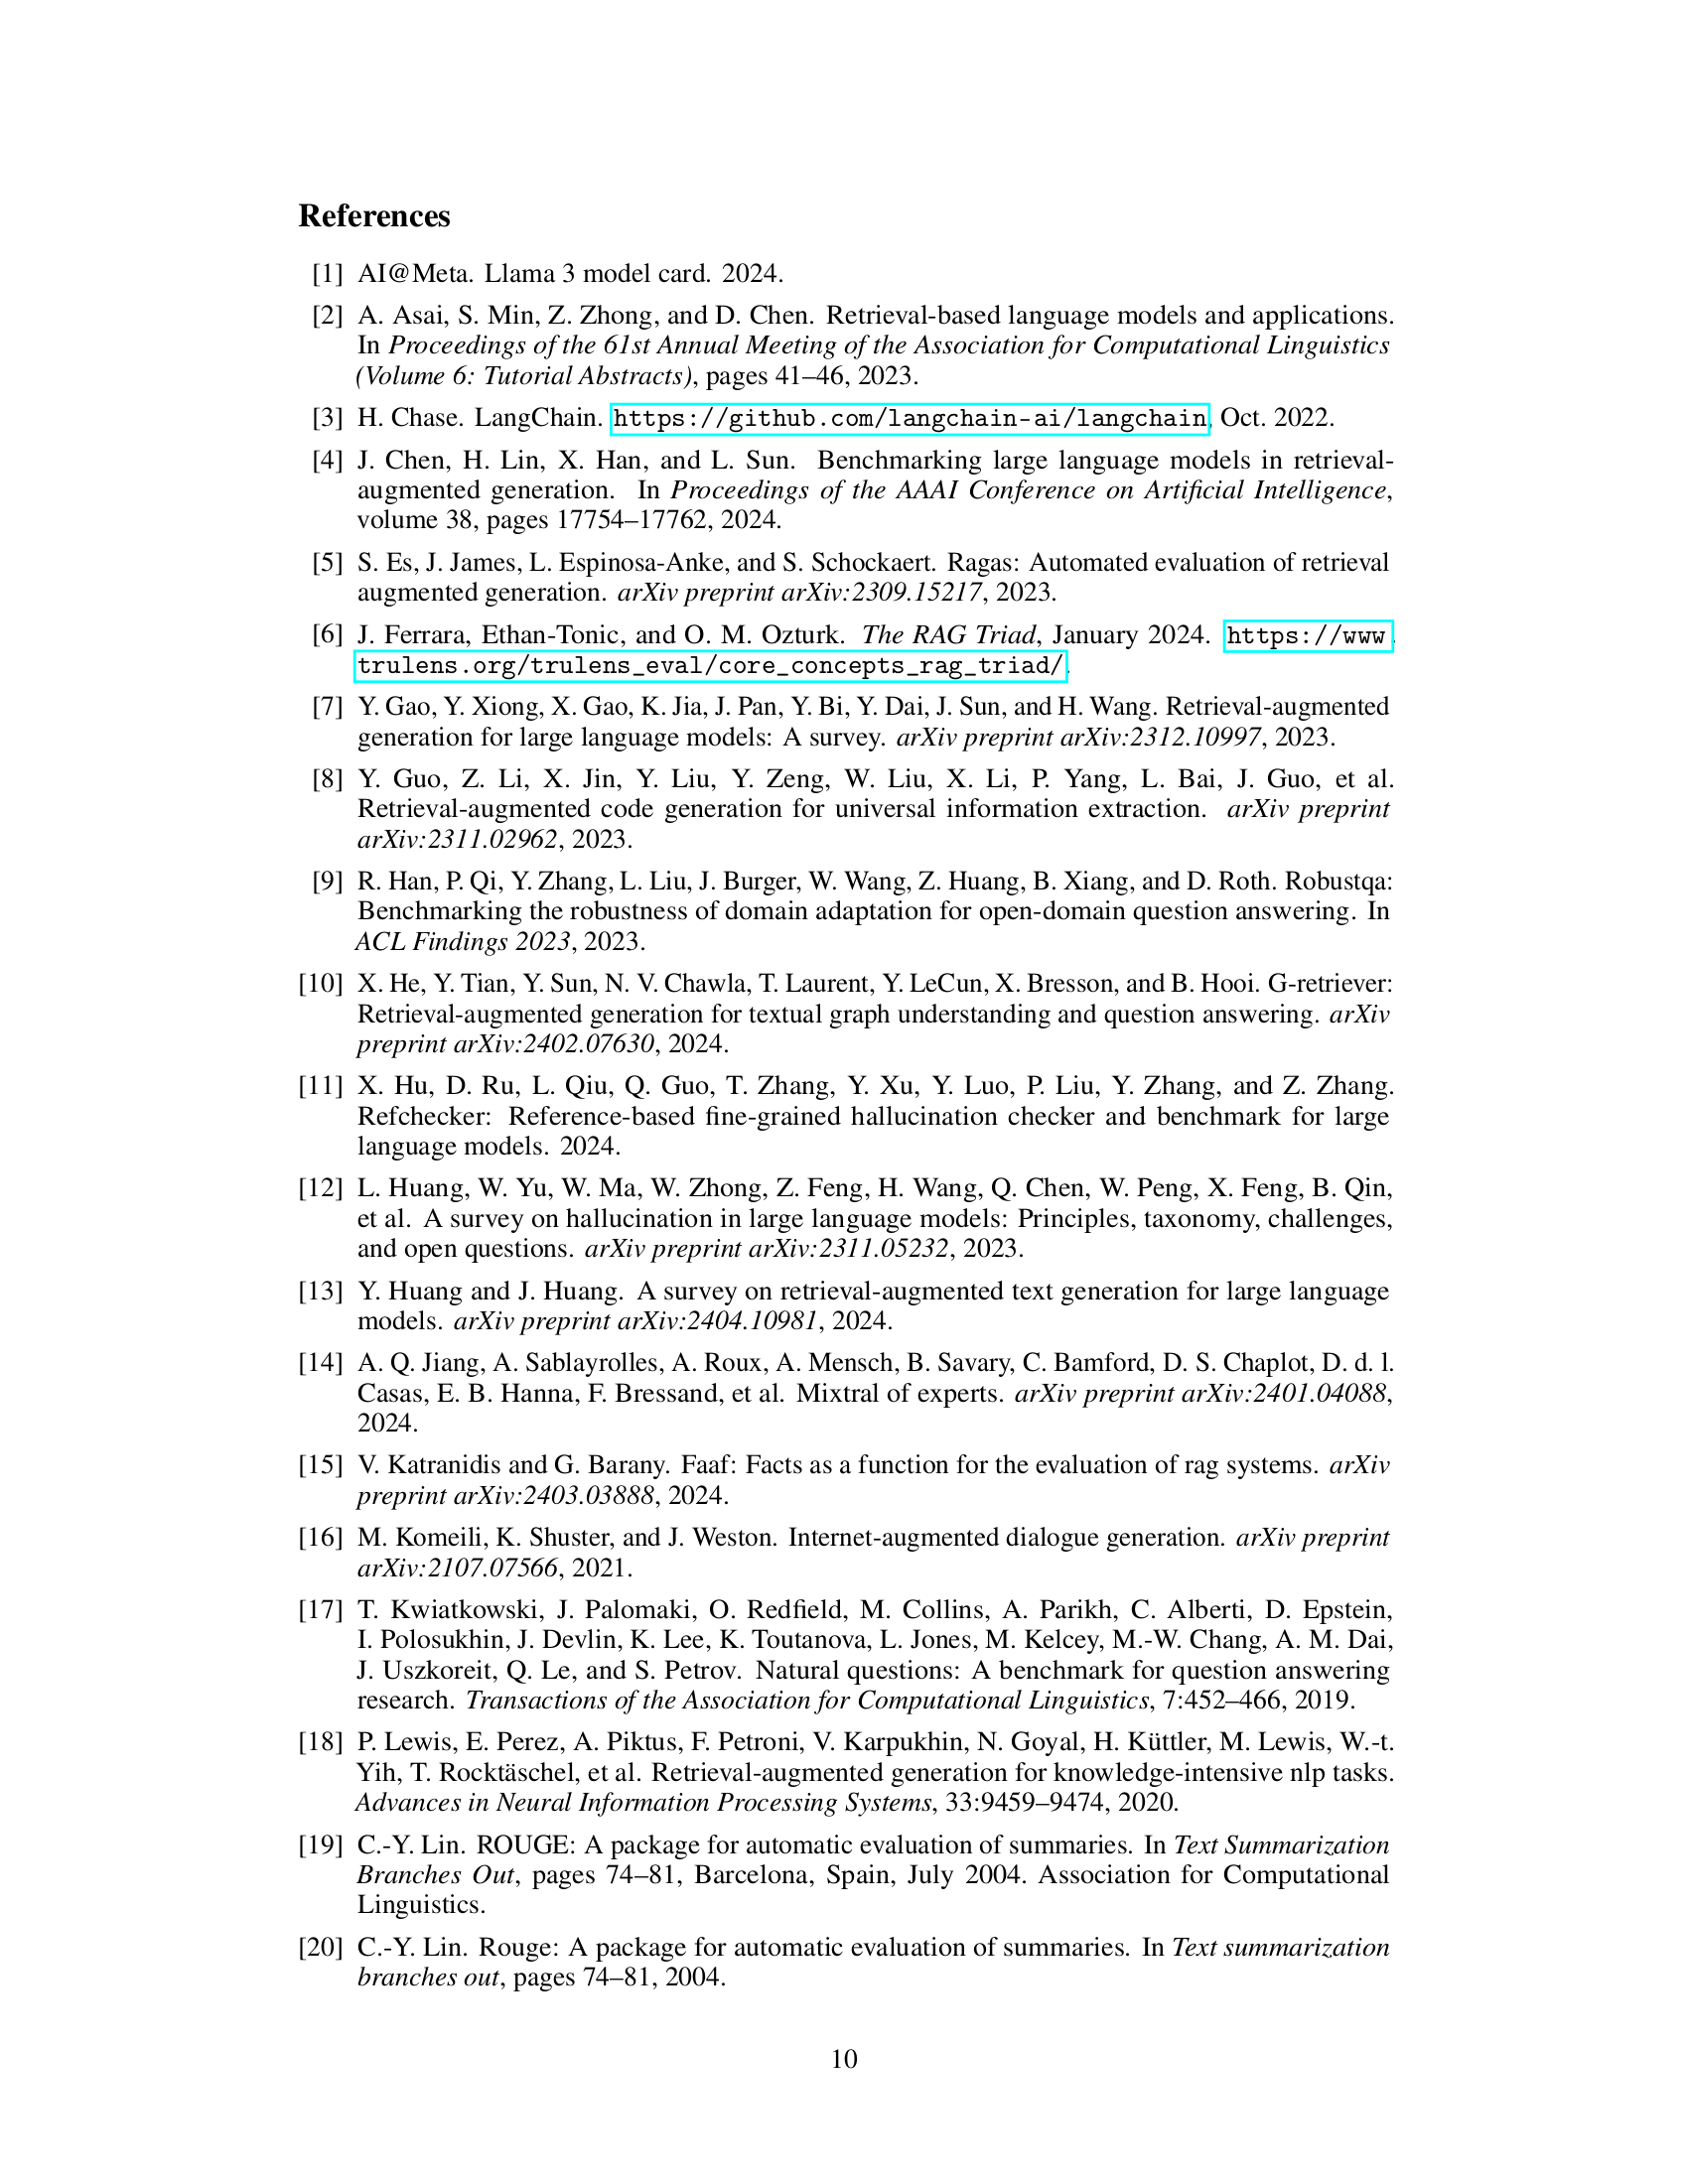 References
[1] AI@Meta. Llama 3 model card. 2024.
[2] A. Asai, S. Min, Z. Zhong, and D. Chen. Retrieval-based language models and applications.
In Proceedings of the 61st Annual Meeting of the Association for Computational Linguistics
(Volume 6: Tutorial Abstracts), pages 41–46, 2023.
[3] H. Chase. LangChain. https://github.com/langchain-ai/langchain, Oct. 2022.
[4] J. Chen, H. Lin, X. Han, and L. Sun. Benchmarking large language models in retrieval-
augmented generation. In Proceedings of the AAAI Conference on Artificial Intelligence,
volume 38, pages 17754–17762, 2024.
[5] S. Es, J. James, L. Espinosa-Anke, and S. Schockaert. Ragas: Automated evaluation of retrieval
augmented generation. arXiv preprint arXiv:2309.15217, 2023.
[6] J. Ferrara, Ethan-Tonic, and O. M. Ozturk. The RAG Triad, January 2024. https://www.
trulens.org/trulens_eval/core_concepts_rag_triad/.
[7] Y. Gao, Y. Xiong, X. Gao, K. Jia, J. Pan, Y. Bi, Y. Dai, J. Sun, and H. Wang. Retrieval-augmented
generation for large language models: A survey. arXiv preprint arXiv:2312.10997, 2023.
[8] Y. Guo, Z. Li, X. Jin, Y. Liu, Y. Zeng, W. Liu, X. Li, P. Yang, L. Bai, J. Guo, et al.
Retrieval-augmented code generation for universal information extraction. arXiv preprint
arXiv:2311.02962, 2023.
[9] R. Han, P. Qi, Y. Zhang, L. Liu, J. Burger, W. Wang, Z. Huang, B. Xiang, and D. Roth. Robustqa:
Benchmarking the robustness of domain adaptation for open-domain question answering. In
ACL Findings 2023, 2023.
[10] X. He, Y. Tian, Y. Sun, N. V. Chawla, T. Laurent, Y. LeCun, X. Bresson, and B. Hooi. G-retriever:
Retrieval-augmented generation for textual graph understanding and question answering. arXiv
preprint arXiv:2402.07630, 2024.
[11] X. Hu, D. Ru, L. Qiu, Q. Guo, T. Zhang, Y. Xu, Y. Luo, P. Liu, Y. Zhang, and Z. Zhang.
Refchecker: Reference-based fine-grained hallucination checker and benchmark for large
language models. 2024.
[12] L. Huang, W. Yu, W. Ma, W. Zhong, Z. Feng, H. Wang, Q. Chen, W. Peng, X. Feng, B. Qin,
et al. A survey on hallucination in large language models: Principles, taxonomy, challenges,
and open questions. arXiv preprint arXiv:2311.05232, 2023.
[13] Y. Huang and J. Huang. A survey on retrieval-augmented text generation for large language
models. arXiv preprint arXiv:2404.10981, 2024.
[14] A. Q. Jiang, A. Sablayrolles, A. Roux, A. Mensch, B. Savary, C. Bamford, D. S. Chaplot, D. d. l.
Casas, E. B. Hanna, F. Bressand, et al. Mixtral of experts. arXiv preprint arXiv:2401.04088,
2024.
[15] V. Katranidis and G. Barany. Faaf: Facts as a function for the evaluation of rag systems. arXiv
preprint arXiv:2403.03888, 2024.
[16] M. Komeili, K. Shuster, and J. Weston. Internet-augmented dialogue generation. arXiv preprint
arXiv:2107.07566, 2021.
[17] T. Kwiatkowski, J. Palomaki, O. Redfield, M. Collins, A. Parikh, C. Alberti, D. Epstein,
I. Polosukhin, J. Devlin, K. Lee, K. Toutanova, L. Jones, M. Kelcey, M.-W. Chang, A. M. Dai,
J. Uszkoreit, Q. Le, and S. Petrov. Natural questions: A benchmark for question answering
research. Transactions of the Association for Computational Linguistics, 7:452–466, 2019.
[18] P. Lewis, E. Perez, A. Piktus, F. Petroni, V. Karpukhin, N. Goyal, H. Küttler, M. Lewis, W.-t.
Yih, T. Rocktäschel, et al. Retrieval-augmented generation for knowledge-intensive nlp tasks.
Advances in Neural Information Processing Systems, 33:9459–9474, 2020.
[19] C.-Y. Lin. ROUGE: A package for automatic evaluation of summaries. In Text Summarization
Branches Out, pages 74–81, Barcelona, Spain, July 2004. Association for Computational
Linguistics.
[20] C.-Y. Lin. Rouge: A package for automatic evaluation of summaries. In Text summarization
branches out, pages 74–81, 2004.
10